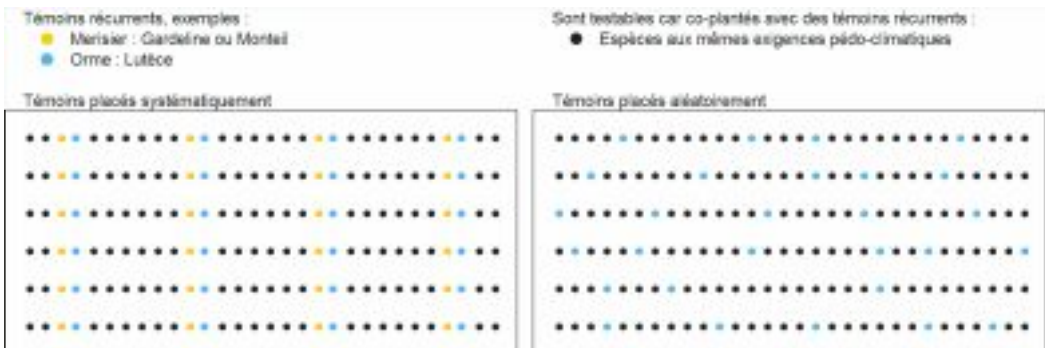 Témoins récurrents, exemples :
Merisier : Gardeline ou Monteil
Orme : Lutèce
Sont testables car co-plantés avec des témoins récurrents :
Espèces aux mêmes exigences pédo-climatiques
Témoins placés systématiquement
Témoins placés aléatoirement